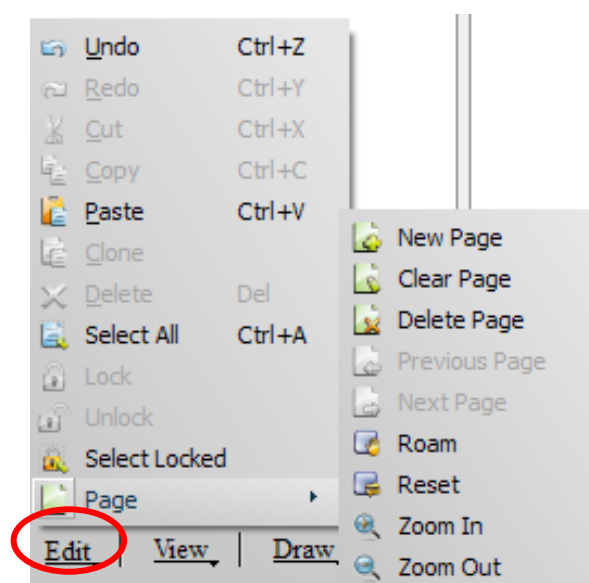 Undo Ctrl+Z
Redo Ctrl+Y
Cut Ctrl+X
Copy Ctrl+C
Paste Ctrl+V
Clone
Delete Del
Select All Ctrl+A
Lock
Unlock
Select Locked
Page
New Page
Clear Page
Delete Page
Previous Page
Next Page
Roam
Reset
Zoom In
Zoom Out
Edit View Draw